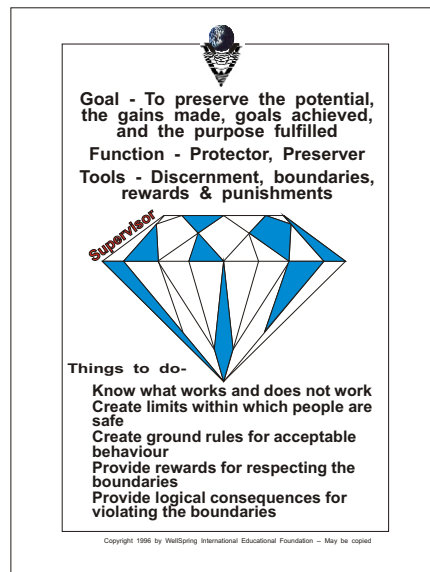 Goal - To preserve the potential,
the gains made, goals achieved,
and the purpose fulfilled
Function - Protector, Preserver
Tools - Discernment, boundaries,
rewards & punishments
Supervisor
Things to do-
Know what works and does not work
Create limits within which people are
safe
Create ground rules for acceptable
behaviour
Provide rewards for respecting the
boundaries
Provide logical consequences for
violating the boundaries
Copyright 1996 by WellSpring International Educational Foundation – May be copied